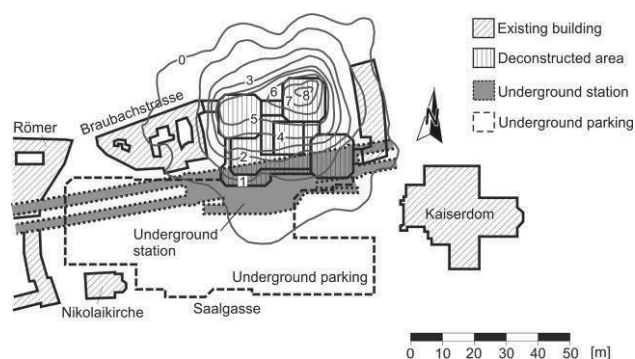 Existing building
Deconstructed area
Underground station
Underground parking
0
3
6
7
8
5
4
2
1
Braubachstrasse
Römer
N
Kaiserdom
Underground
station
Underground parking
Saalgasse
Nikolaikirche
0 10 20 30 40 50 [m]